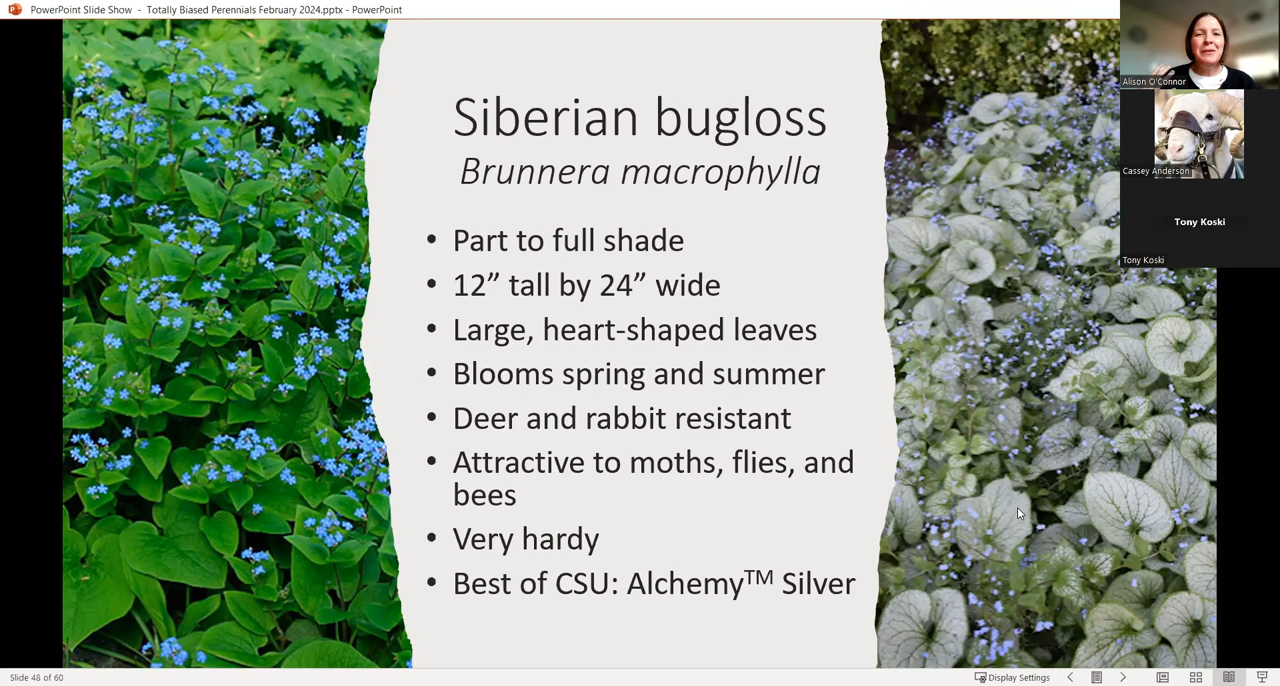 PowerPoint Slide Show - Totally Biased Perennials February 2024.pptx - PowerPoint
Siberian bugloss
Brunnera macrophylla
• Part to full shade
• 12” tall by 24” wide
• Large, heart-shaped leaves
• Blooms spring and summer
• Deer and rabbit resistant
• Attractive to moths, flies, and
bees
• Very hardy
• Best of CSU: Alchemy™ Silver
Alison O'Connor
Cassey Anderson
Tony Koski
Tony Koski
Slide 48 of 60
Display Settings